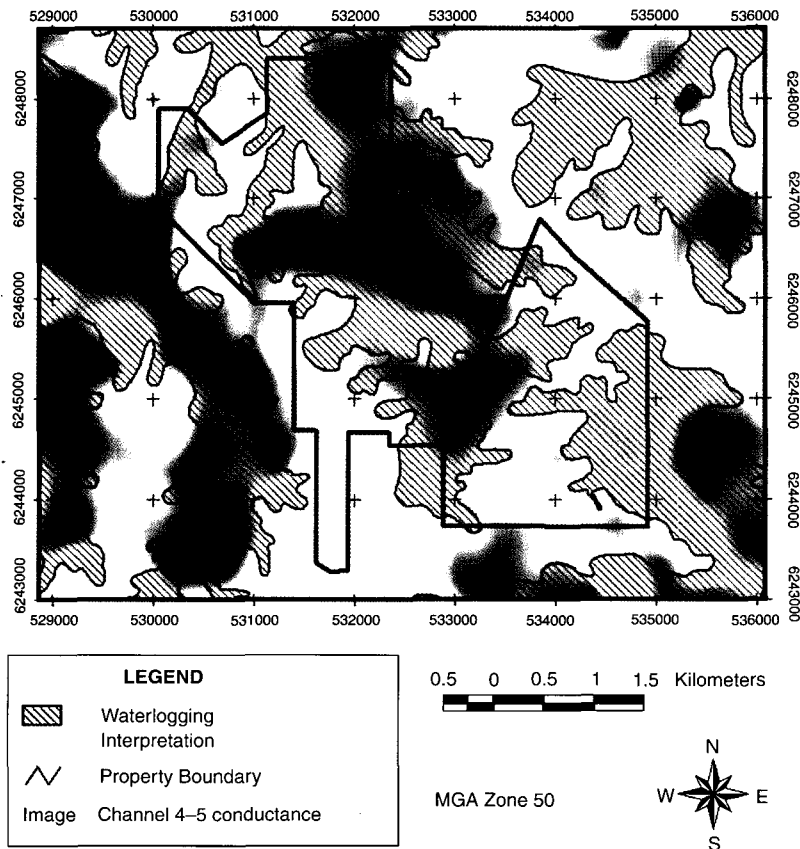 529000 530000 531000 532000 533000 534000 535000 536000
6248000 6248000
6247000 6247000
6246000 6246000
6245000 6245000
6244000 6244000
6243000 6243000
529000 530000 531000 532000 533000 534000 535000 536000
LEGEND
Waterlogging
Interpretation
Property Boundary
Image Channel 4–5 conductance
0.5 0 0.5 1 1.5 Kilometers
MGA Zone 50
N
W E
S